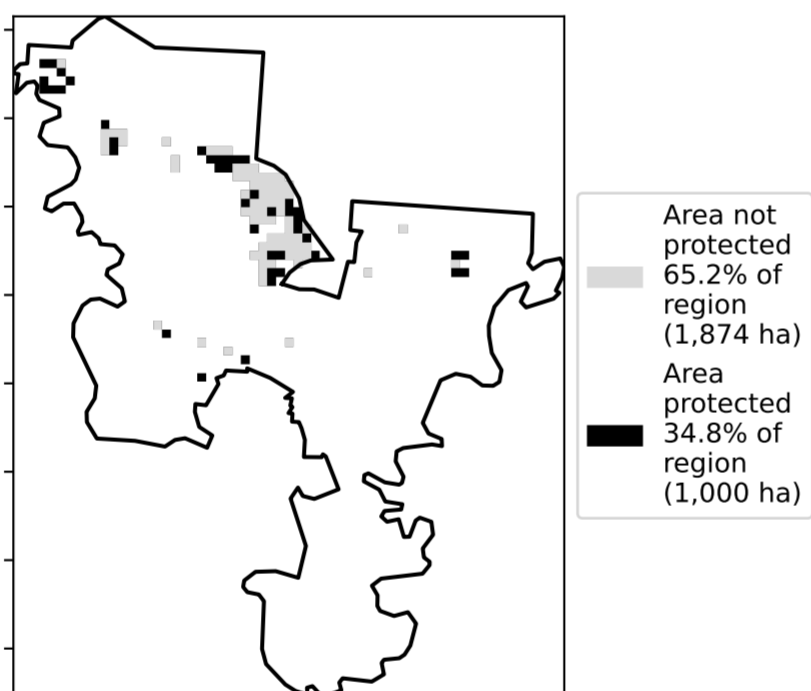 Area not
protected
65.2% of
region
(1,874 ha)
Area
protected
34.8% of
region
(1,000 ha)